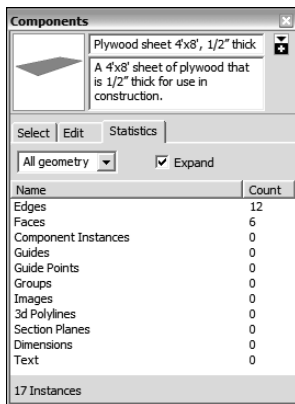 Components
Plywood sheet 4'x8', 1/2" thick
A 4'x8' sheet of plywood that
is 1/2" thick for use in
construction.
Select Edit Statistics
All geometry Expand
Name Count
Edges 12
Faces 6
Component Instances 0
Guides 0
Guide Points 0
Groups 0
Images 0
3d Polylines 0
Section Planes 0
Dimensions 0
Text 0
17 Instances